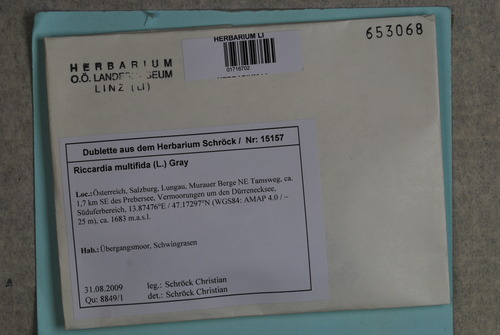 HERBARIUM LI
01716702
653068
HERBARIUM
O.Ö. LANDESMUSEUM
LINZ (LI)
Dublette aus dem Herbarium Schröck / Nr: 15157
Riccardia multifida (L.) Gray
Loc.:Österreich, Salzburg, Lungau, Murauer Berge NE Tamsweg, ca.
1,7 km SE des Prebersee, Vermoorungen um den Dürrenecksee,
Süduferbereich, 13.87476°E / 47.17297°N (WGS84: AMAP 4.0 / ~
25 m), ca. 1683 m.a.s.l.
Hab.:Übergangsmoor, Schwingrasen
31.08.2009 leg.: Schröck Christian
Qu: 8849/1 det.: Schröck Christian